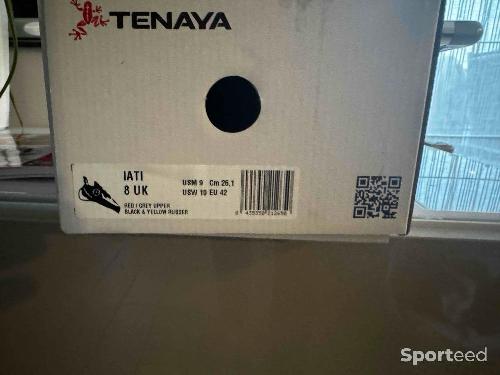 TENAYA
IATI
8 UK
USM 9 Cm 26,1
USW 10 EU 42
RED / GREY UPPER
BLACK & YELLOW RUBBER
Sporteed